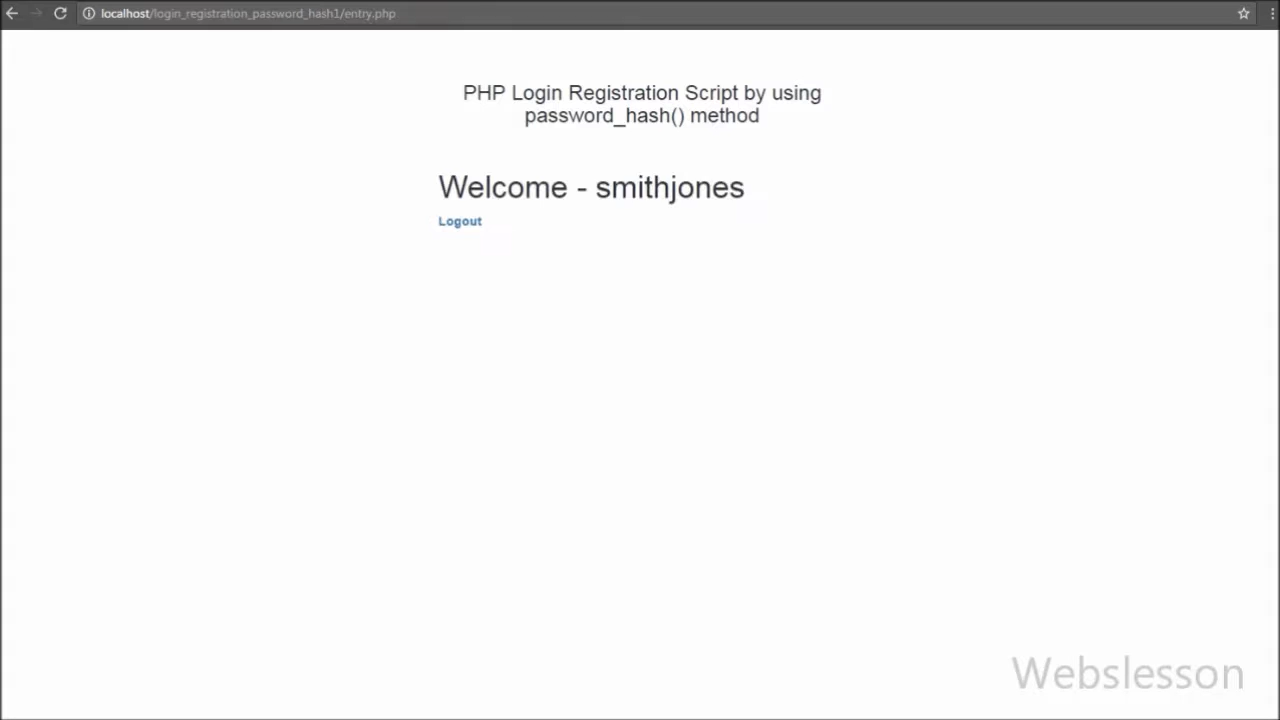 localhost/login_registration_password_hash1/entry.php
PHP Login Registration Script by using
password_hash() method
Welcome - smithjones
Logout
Webslesson